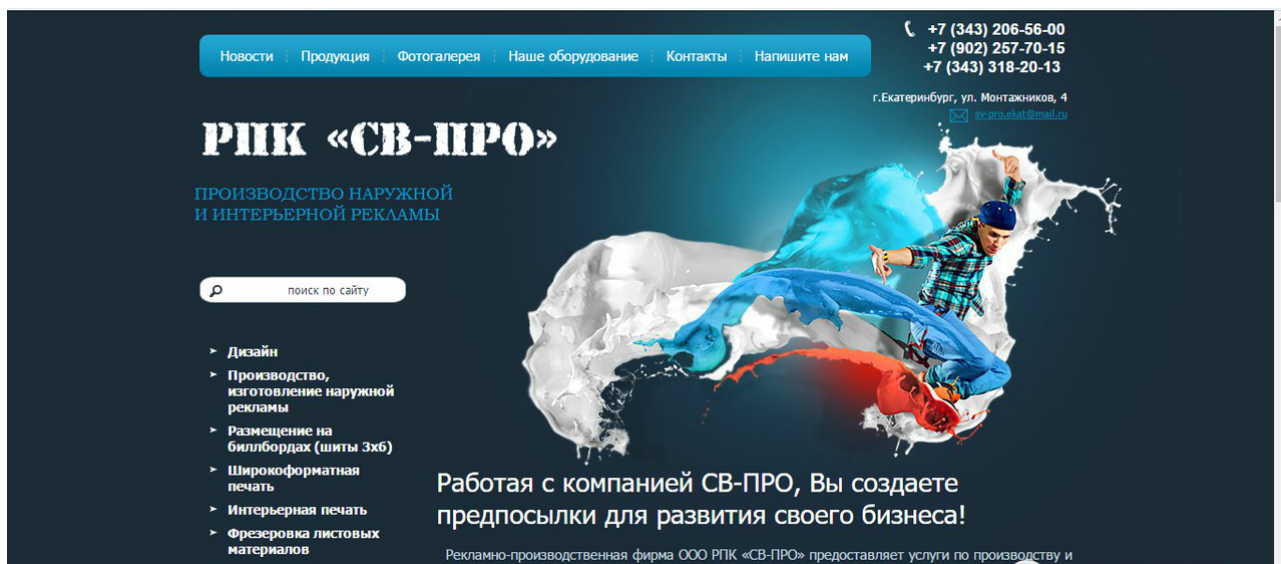 Новости Продукция Фотогалерея Наше оборудование Контакты Напишите нам
+7 (343) 206-56-00
+7 (902) 257-70-15
+7 (343) 318-20-13
г.Екатеринбург, ул. Монтажников, 4
sv-pro.ekat@mail.ru
РПК «СВ-ПРО»
ПРОИЗВОДСТВО НАРУЖНОЙ
И ИНТЕРЬЕРНОЙ РЕКЛАМЫ
поиск по сайту
Дизайн
Производство,
изготовление наружной
рекламы
Размещение на
биллбордах (шиты 3х6)
Широкоформатная
печать
Интерьерная печать
Фрезеровка листовых
материалов
Работая с компанией СВ-ПРО, Вы создаете
предпосылки для развития своего бизнеса!
Рекламно-производственная фирма ООО РПК «СВ-ПРО» предоставляет услуги по производству и